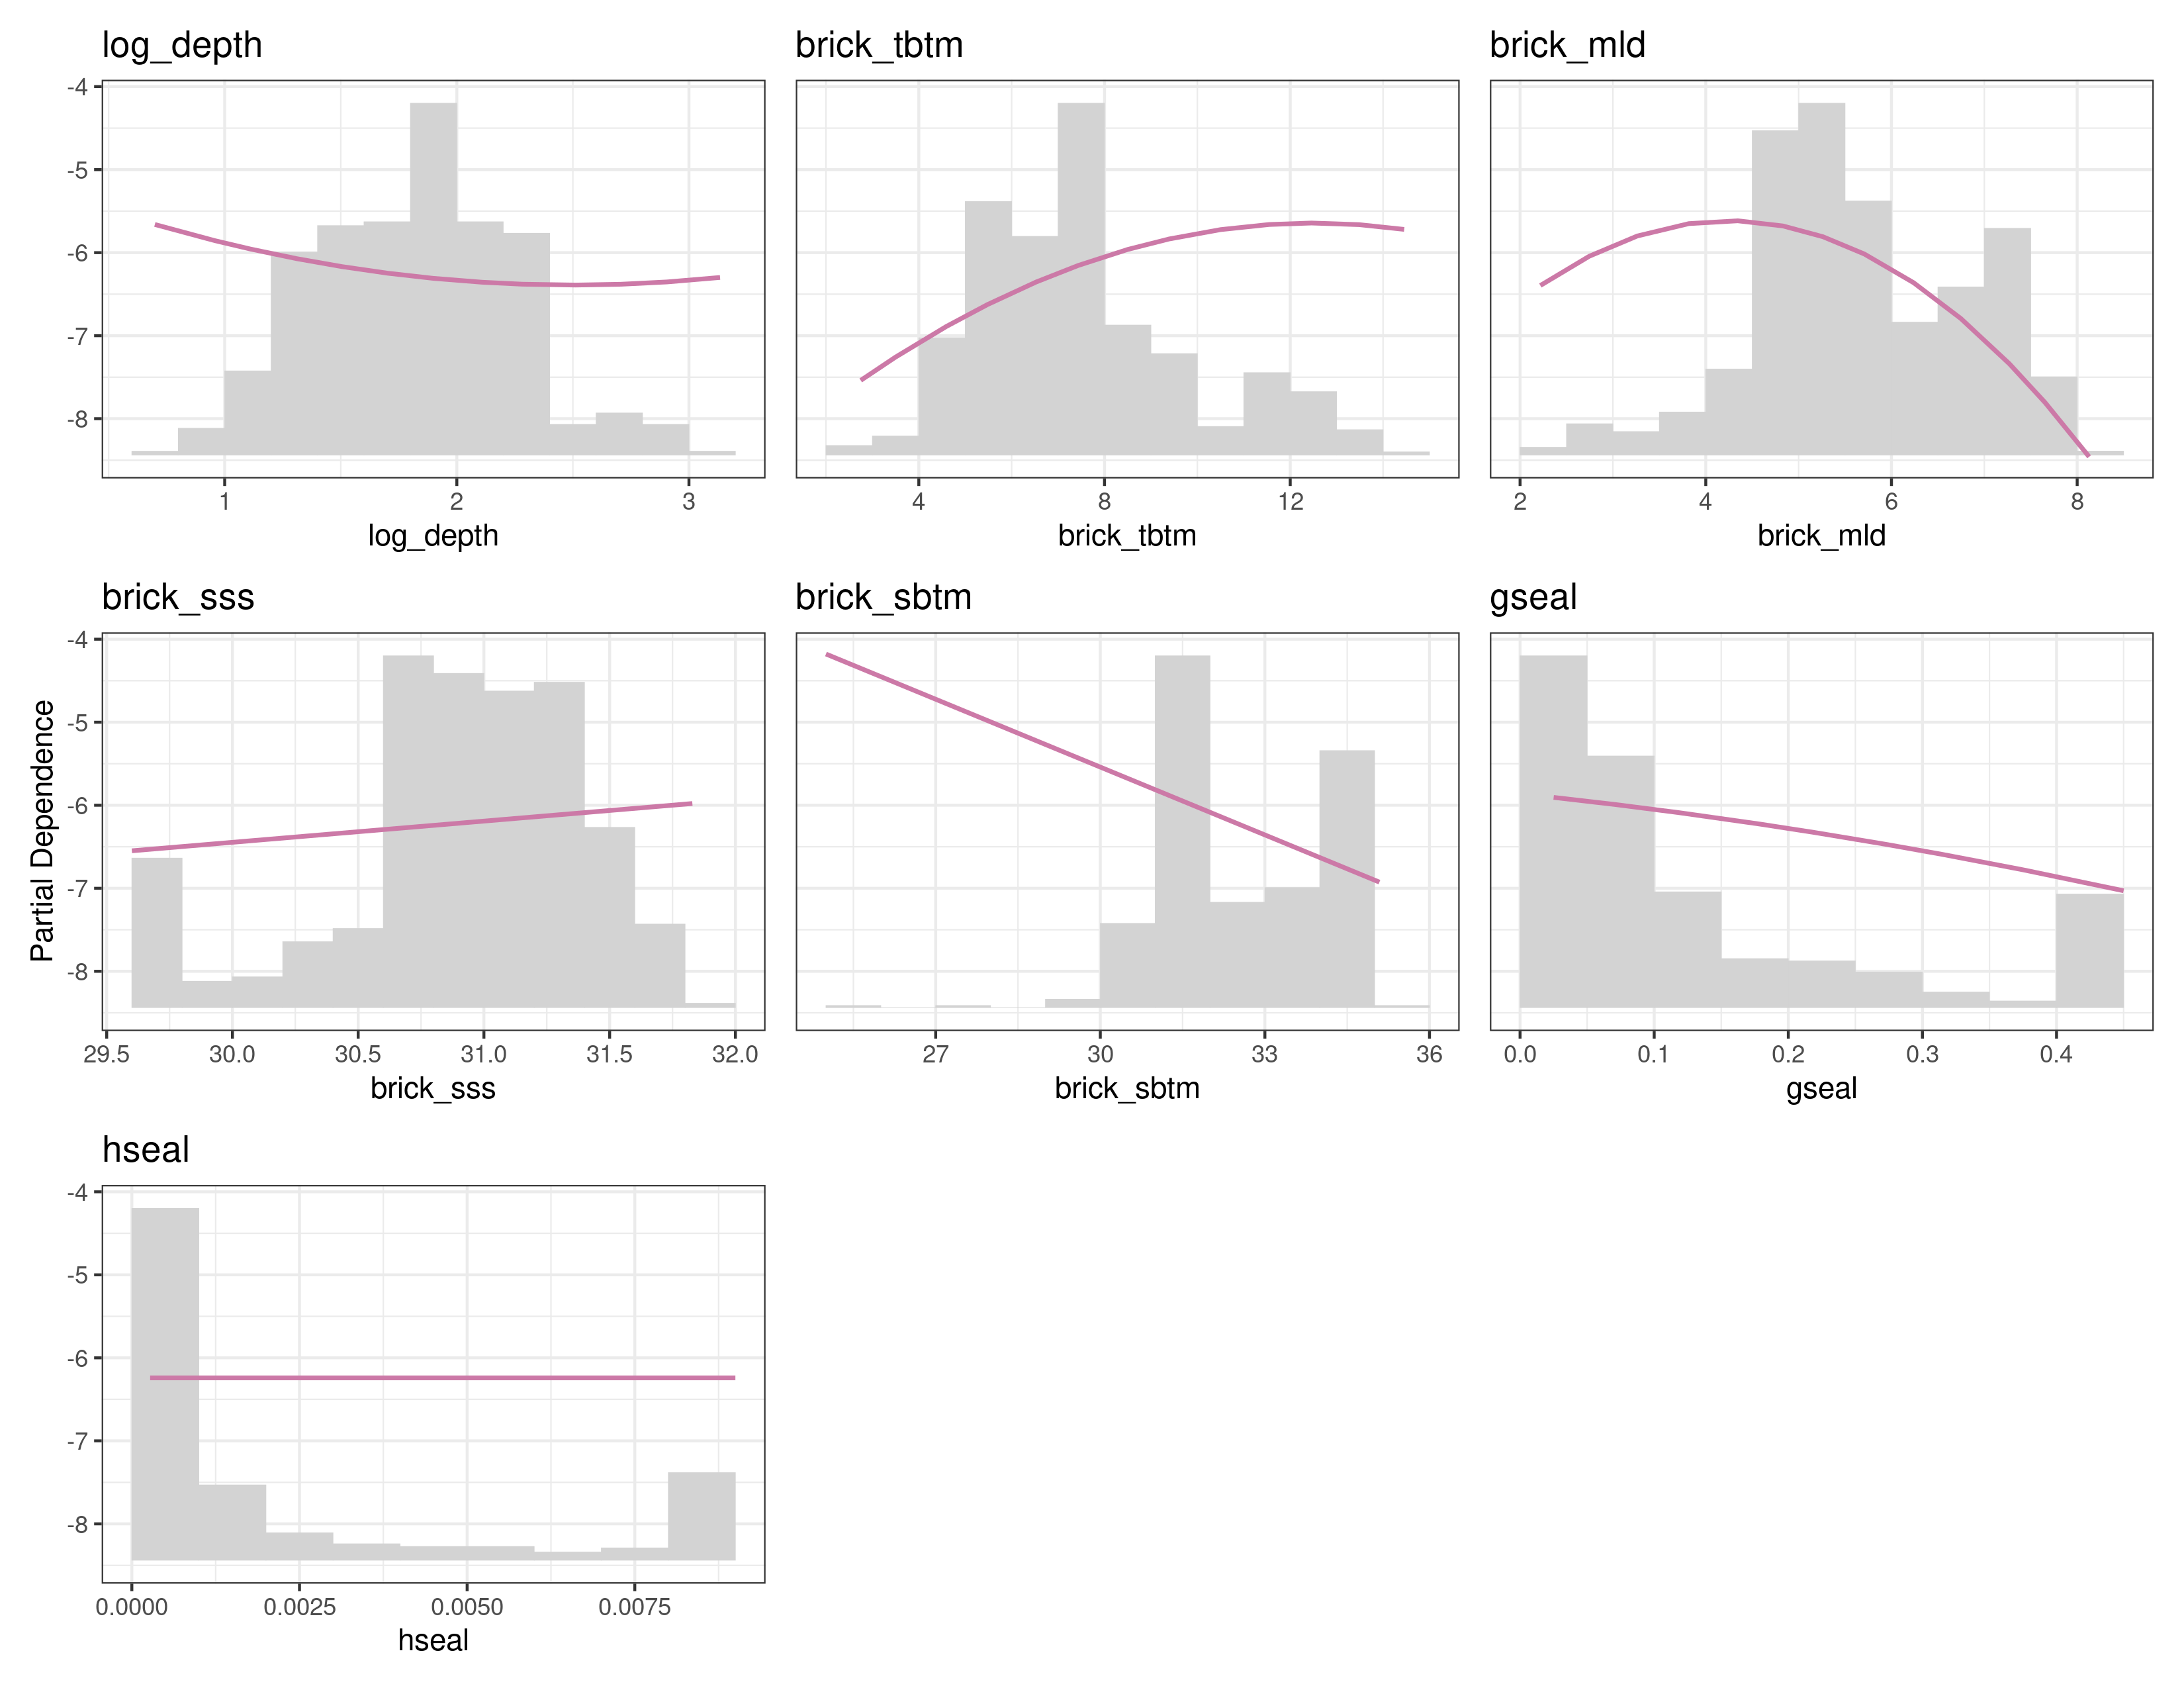 log_depth
brick_tbtm
brick_mld
-4
-5
-6
-7
-8
1 2 3
4 8 12
2 4 6 8
log_depth
brick_tbtm
brick_mld
brick_sss
brick_sbtm
gseal
Partial Dependence
-4
-5
-6
-7
-8
29.5 30.0 30.5 31.0 31.5 32.0
27 30 33 36
0.0 0.1 0.2 0.3 0.4
brick_sss
brick_sbtm
gseal
hseal
-4
-5
-6
-7
-8
0.0000 0.0025 0.0050 0.0075
hseal